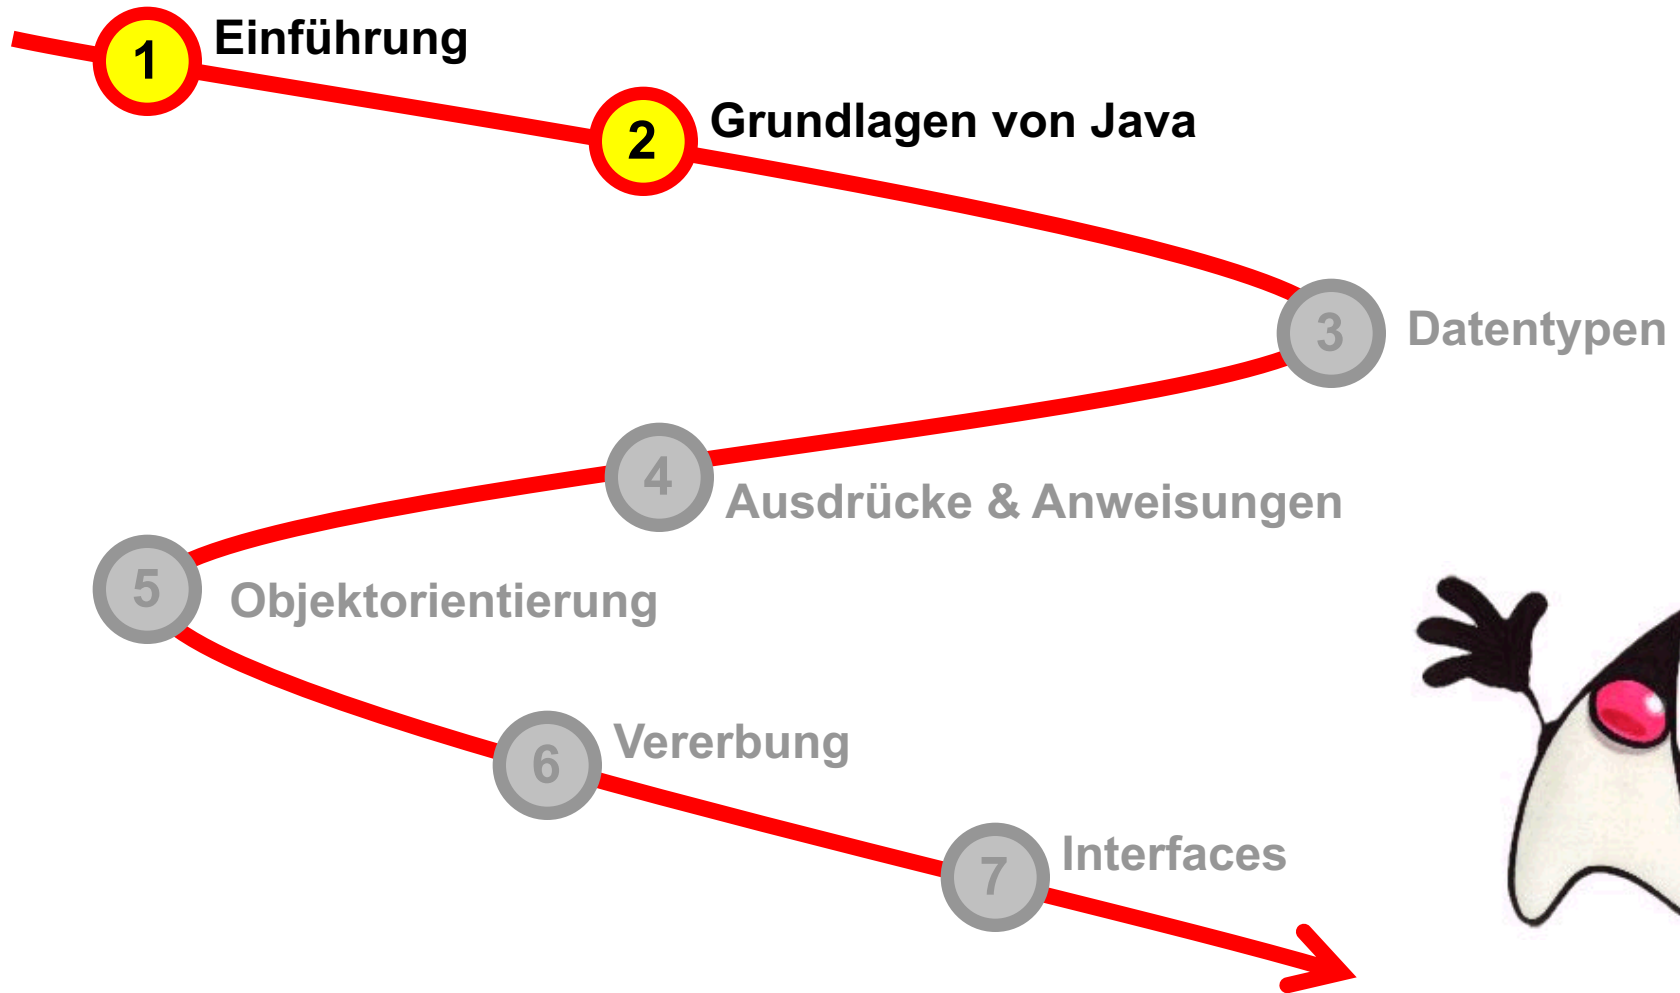 1 Einführung
2 Grundlagen von Java
3 Datentypen
4 Ausdrücke & Anweisungen
5 Objektorientierung
6 Vererbung
7 Interfaces